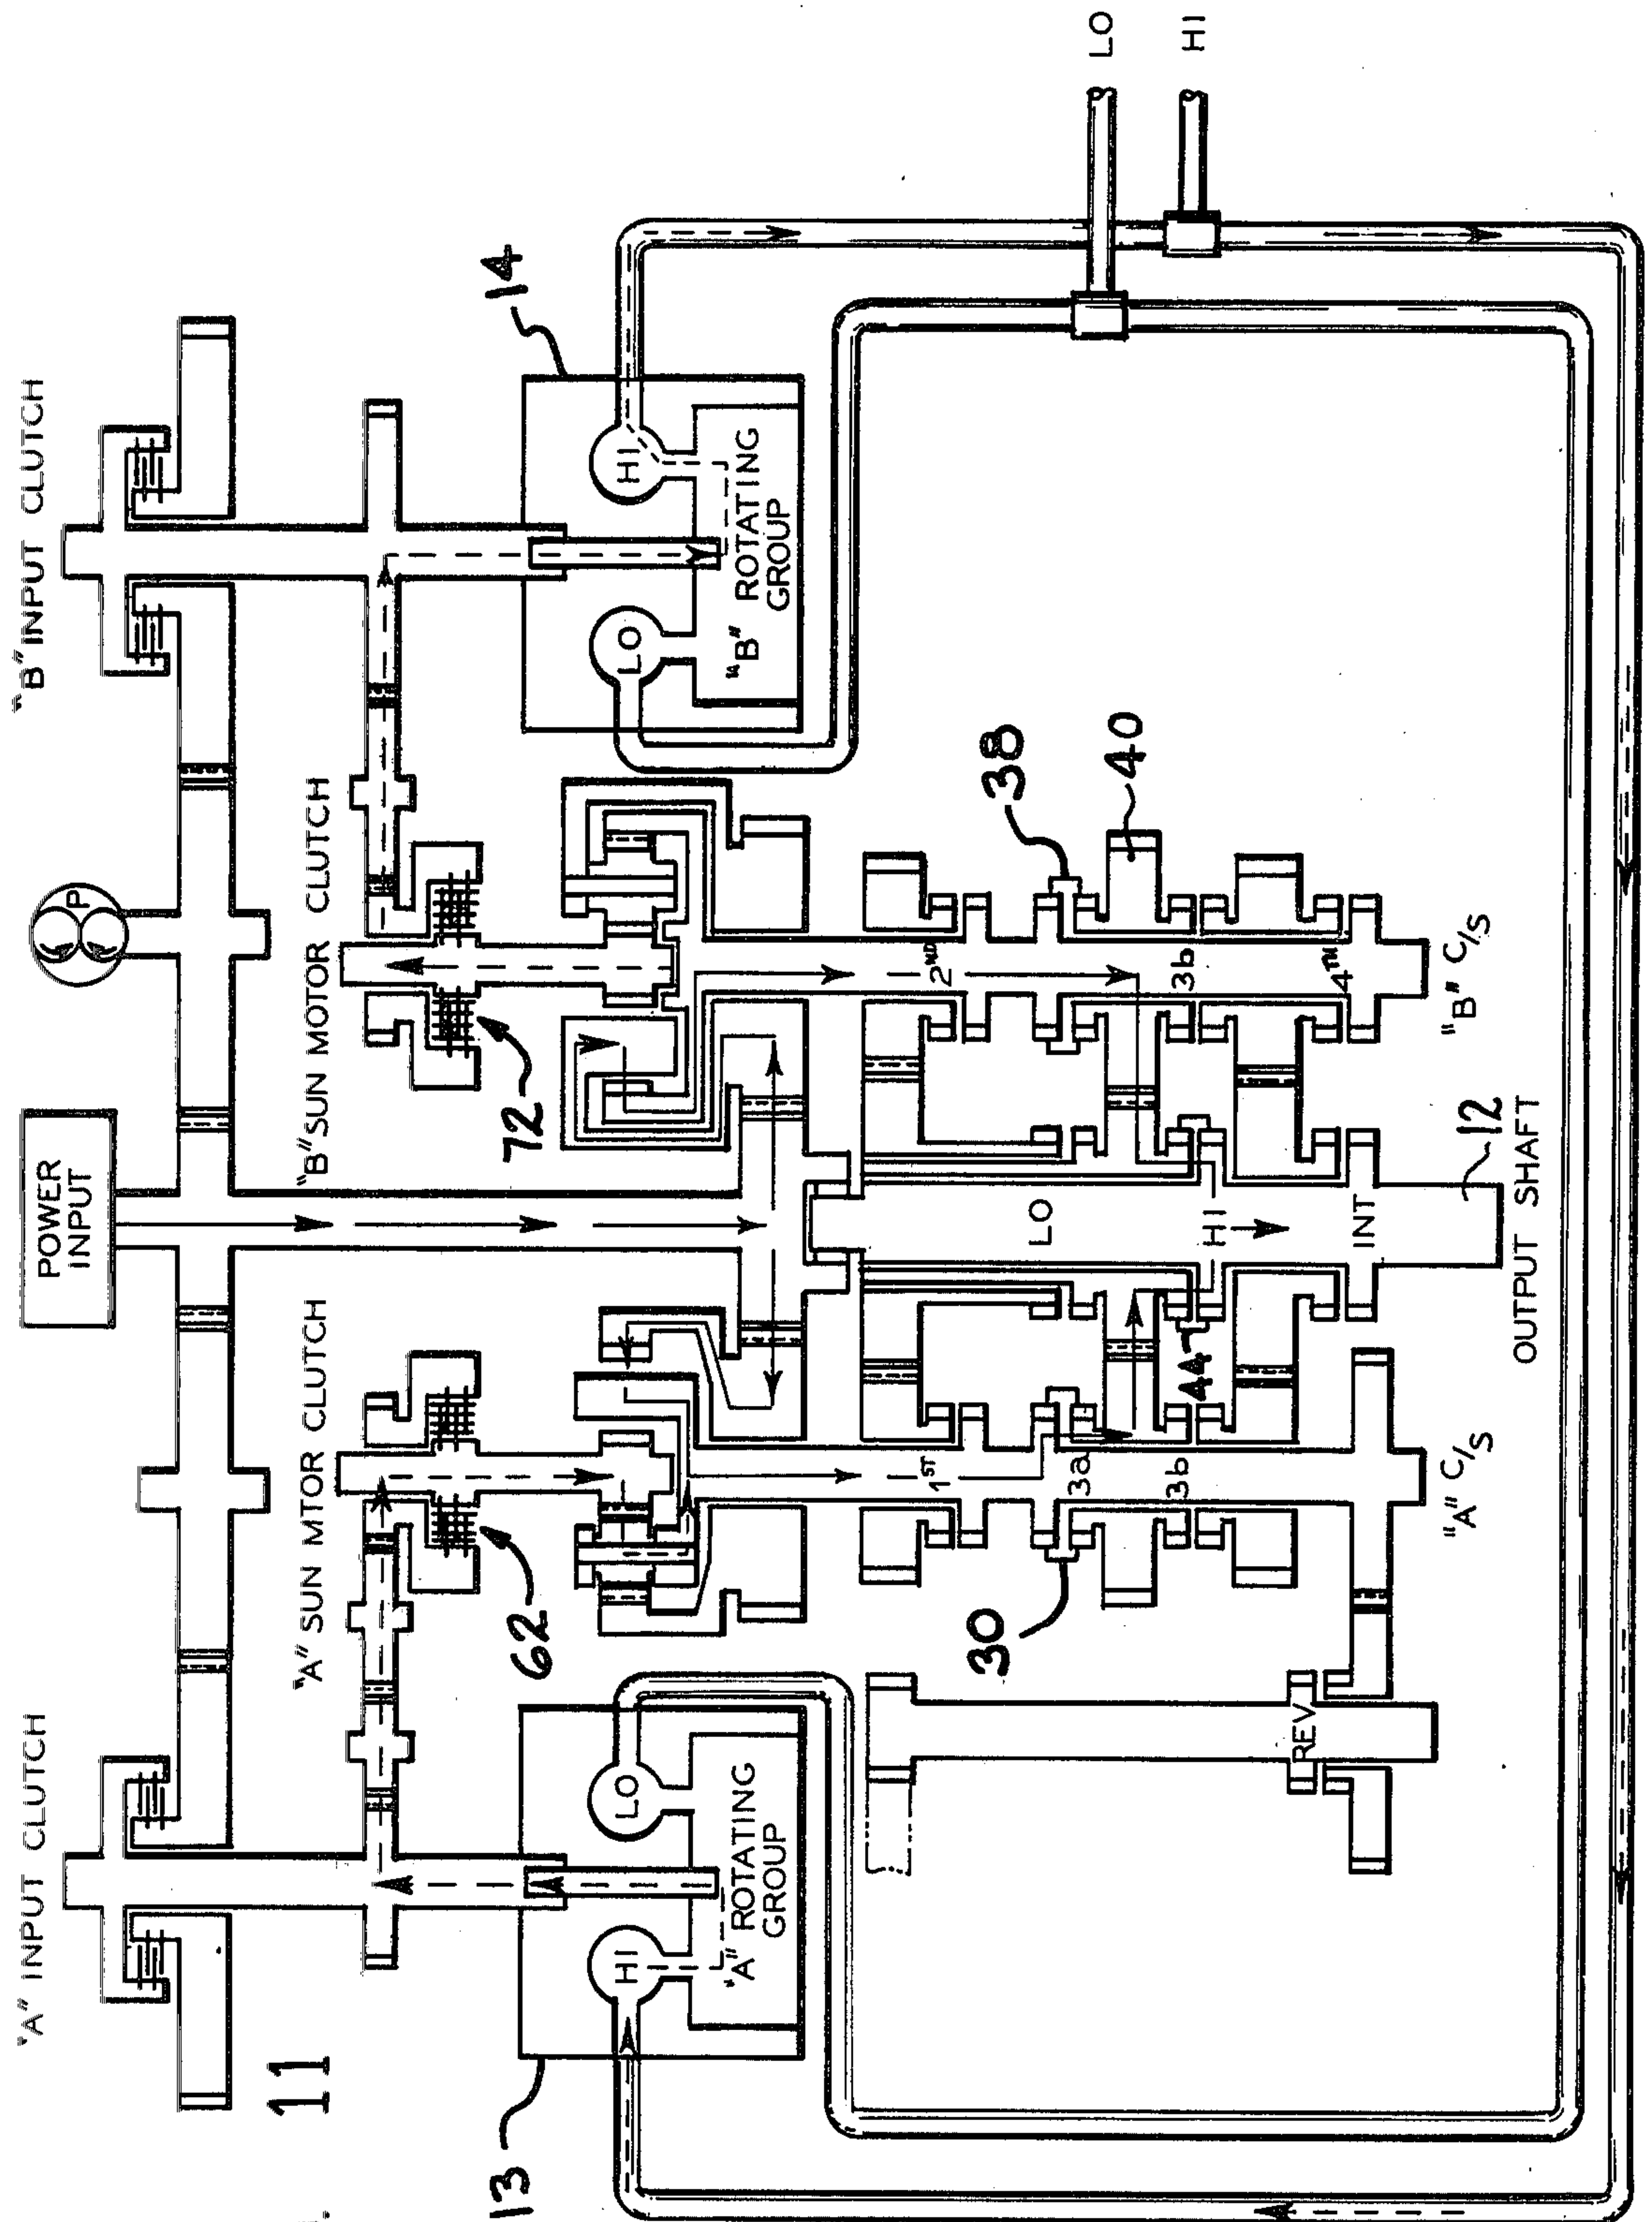 "A" INPUT CLUTCH
POWER
INPUT
P
"B" INPUT CLUTCH
11
"A" SUN MTOR CLUTCH
"B" SUN MOTOR CLUTCH
62
72
13
14
HI
LO
"A" ROTATING
GROUP
LO
HI
"B" ROTATING
GROUP
1ST
2ND
30
38
3a
3b
44
40
3b
4TH
LO
HI
INT
REV
"A" C/S
"B" C/S
12
OUTPUT SHAFT
LO
HI